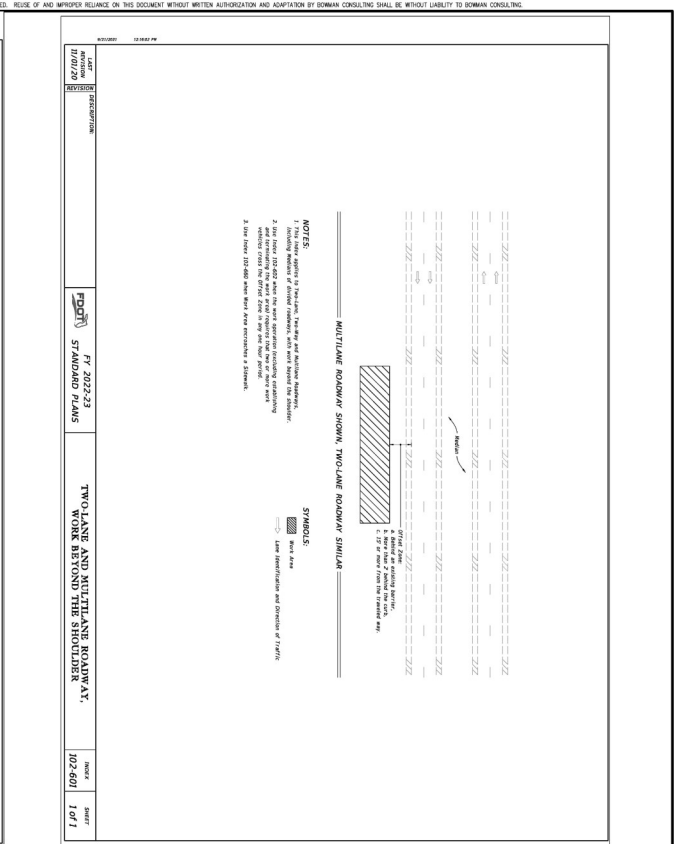 ED. REUSE OF AND IMPROPER RELIANCE ON THIS DOCUMENT WITHOUT WRITTEN AUTHORIZATION AND ADAPTATION BY BOWMAN CONSULTING SHALL BE WITHOUT LIABILITY TO BOWMAN CONSULTING.
Median
Offset Zone:
a. Behind an existing barrier,
b. More than 2' behind the curb,
c. 15' or more from the traveled way.
MULTILANE ROADWAY SHOWN, TWO-LANE ROADWAY SIMILAR
NOTES:
1. This Index applies to Two-Lane, Two-Way and Multilane Roadways,
including Medians of divided roadways, with work beyond the shoulder.
2. Use Index 102-602 when the work operation (excluding establishing
and terminating the work area) requires that two or more work
vehicles cross the Offset Zone in any one hour period.
3. Use Index 102-660 when Work Area encroaches a Sidewalk.
SYMBOLS:
Work Area
Lane Identification and Direction of Traffic
12:16:02 PM
LAST
REVISION
11/01/20
REVISION
DESCRIPTION:
FDOT
FY 2022-23
STANDARD PLANS
TWO-LANE AND MULTILANE ROADWAY,
WORK BEYOND THE SHOULDER
INDEX
102-601
SHEET
1 of 1